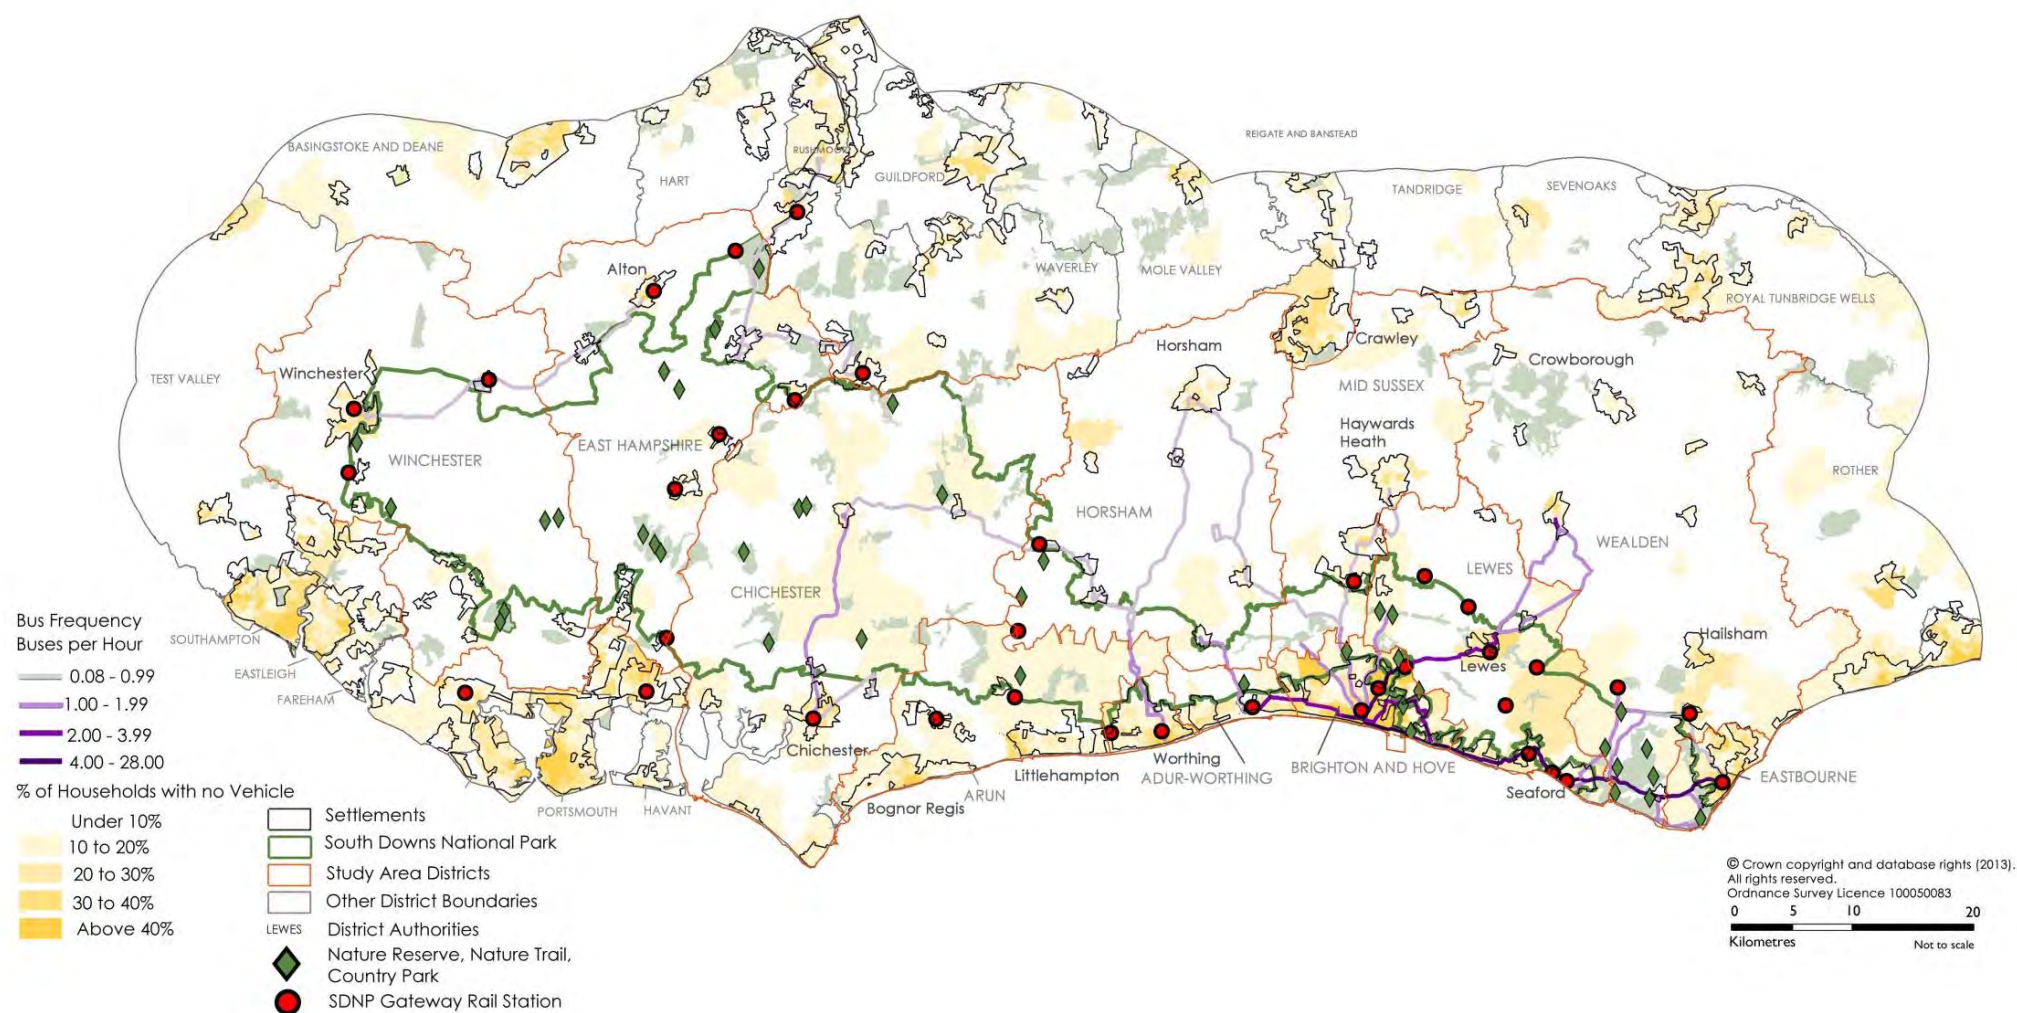 BASINGSTOKE AND DEANE
HART
RUSHMOOR
GUILDFORD
REIGATE AND BANSTEAD
TANDRIDGE
SEVENOAKS
Alton
WAVERLEY
MOLE VALLEY
ROYAL TUNBRIDGE WELLS
TEST VALLEY
Winchester
Horsham
Crawley
Crowborough
MID SUSSEX
Haywards
Heath
EAST HAMPSHIRE
WINCHESTER
ROTHER
HORSHAM
WEALDEN
LEWES
CHICHESTER
Bus Frequency
Buses per Hour
0.08 - 0.99
1.00 - 1.99
2.00 - 3.99
4.00 - 28.00
SOUTHAMPTON
EASTLEIGH
FAREHAM
Hailsham
Lewes
Chichester
Worthing
Littlehampton
ADUR-WORTHING
BRIGHTON AND HOVE
EASTBOURNE
Seaford
ARUN
Bognor Regis
PORTSMOUTH
HAVANT
% of Households with no Vehicle
Under 10%
10 to 20%
20 to 30%
30 to 40%
Above 40%
Settlements
South Downs National Park
Study Area Districts
Other District Boundaries
LEWES District Authorities
Nature Reserve, Nature Trail,
Country Park
SDNP Gateway Rail Station
© Crown copyright and database rights (2013).
All rights reserved.
Ordnance Survey Licence 100050083
0 5 10 20
Kilometres
Not to scale